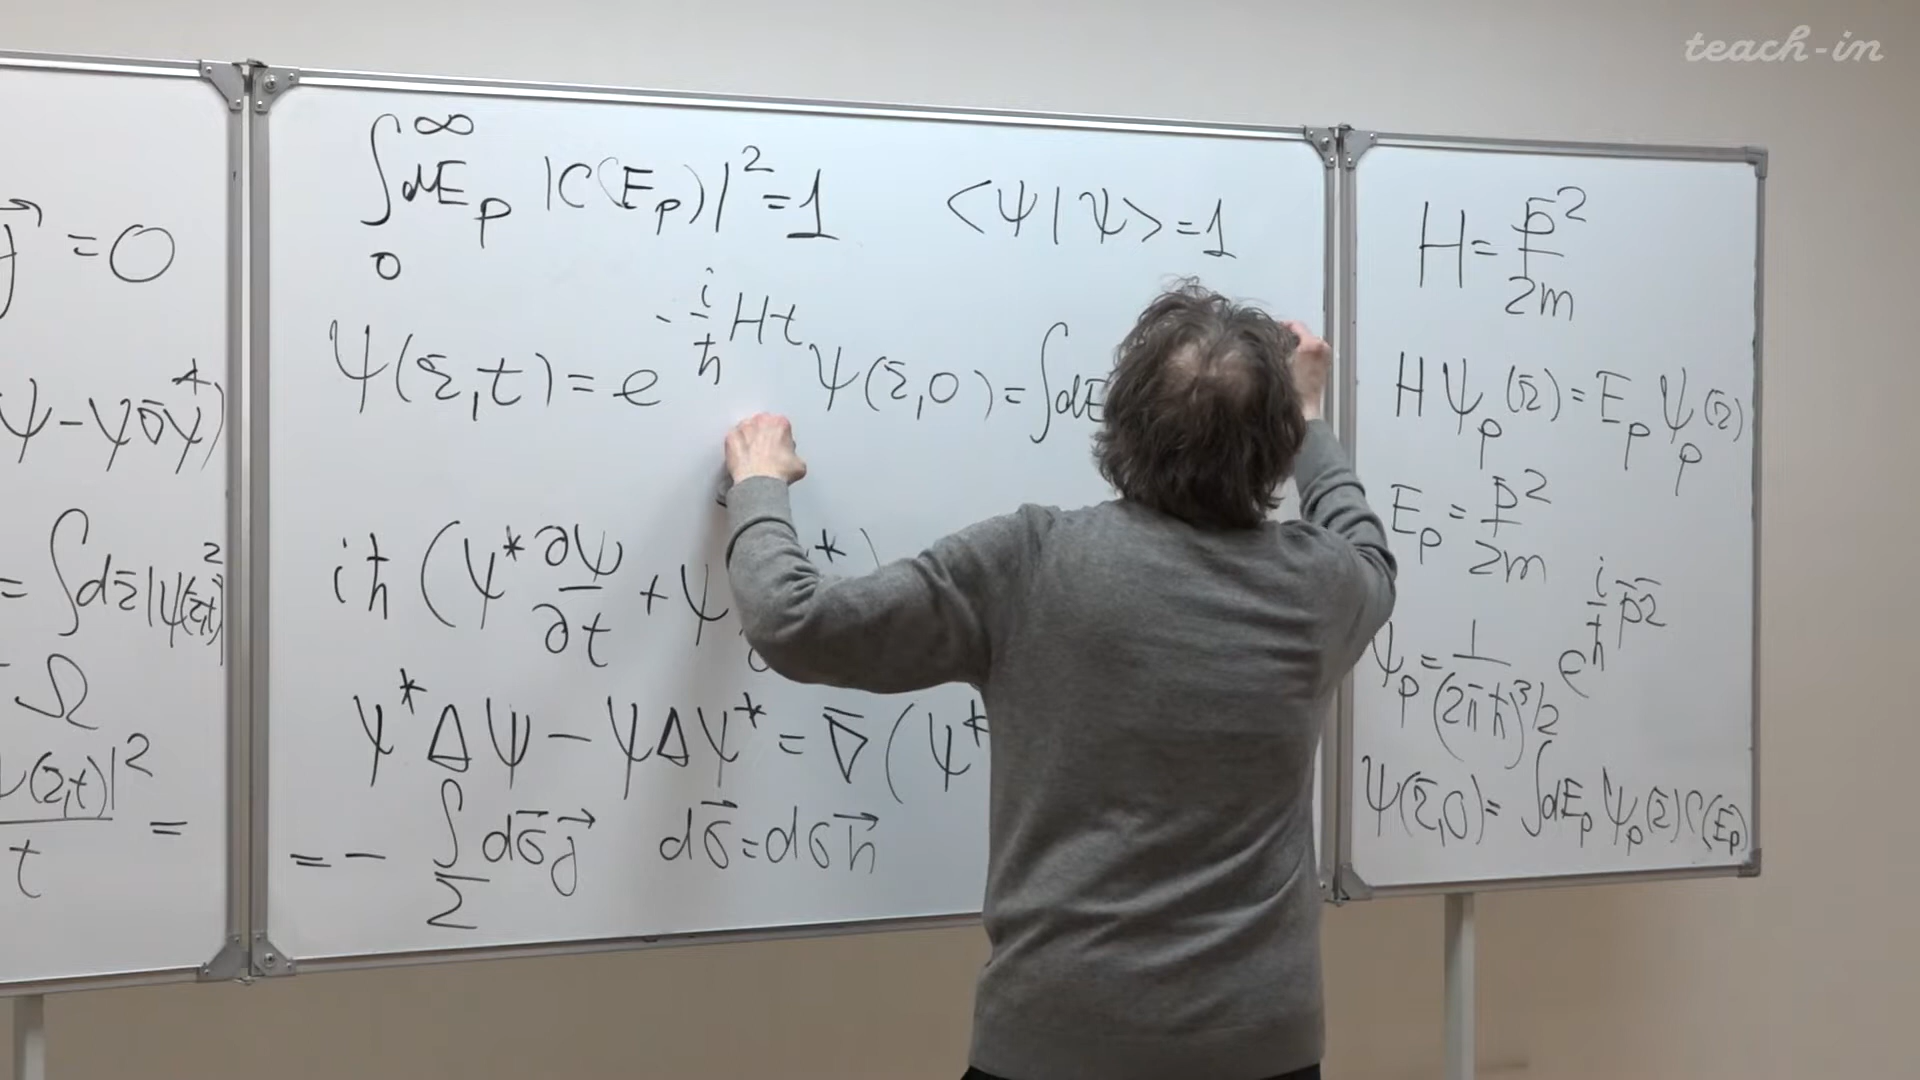 teach-in
j⃗ = 0
ψ − ψ∇̄ψ*)
= ∫dr̄ |ψ(r̄,t)|²
Ω
ψ(r̄,t)|²
t =
∫₀^∞ dE_p |C(E_p)|² = 1
<ψ|ψ> = 1
ψ(r̄,t) = e^{-i/ħ Ht} ψ(r̄,0) = ∫dE
iħ (ψ* ∂ψ/∂t + ψ *)
ψ*Δψ − ψΔψ* = ∇̄(ψ*
= − ∫_Σ dσ̄ j⃗ dσ⃗ = dσ n⃗
H = p̄²/2m
Hψ_p(r̄) = E_p ψ_p(r̄)
E_p = p²/2m
ψ_p = 1/(2πħ)^{3/2} e^{i/ħ p̄r̄}
ψ(r̄,0) = ∫dE_p ψ_p(r̄) C(E_p)